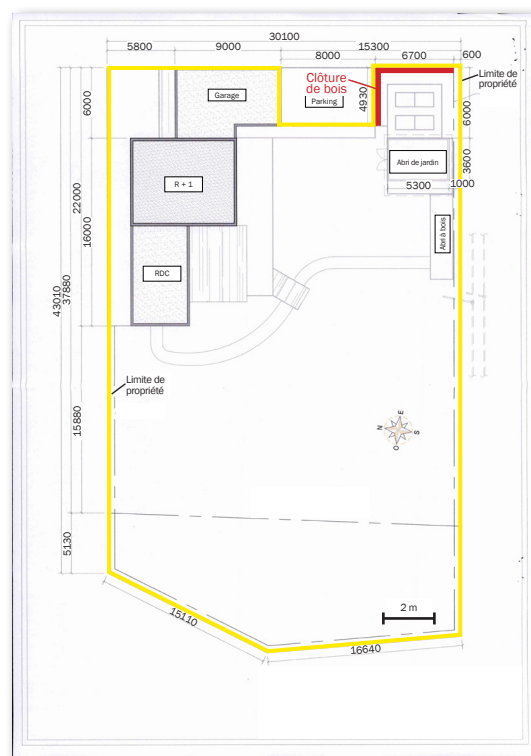 30100
5800
9000
15300
8000
6700
600
Clôture
de bois
Limite de
propriété
Garage
Parking
4930
6000
6000
3600
Abri de jardin
R + 1
5300
1000
22000
16000
Abri à bois
RDC
43010
37880
Limite de
propriété
15880
N
E
S
O
5130
2 m
15110
16640